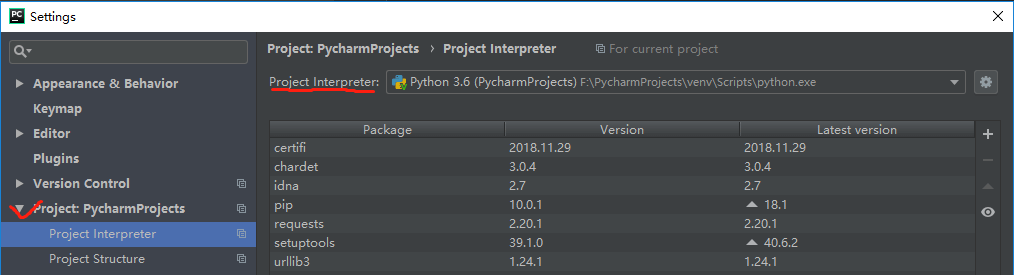 PC Settings
Project: PycharmProjects › Project Interpreter For current project
Project Interpreter: Python 3.6 (PycharmProjects) F:\PycharmProjects\venv\Scripts\python.exe
Appearance & Behavior
Keymap
Editor
Plugins
Version Control
Project: PycharmProjects
Project Interpreter
Project Structure
Package Version Latest version
certifi 2018.11.29 2018.11.29
chardet 3.0.4 3.0.4
idna 2.7 2.7
pip 10.0.1 18.1
requests 2.20.1 2.20.1
setuptools 39.1.0 40.6.2
urllib3 1.24.1 1.24.1